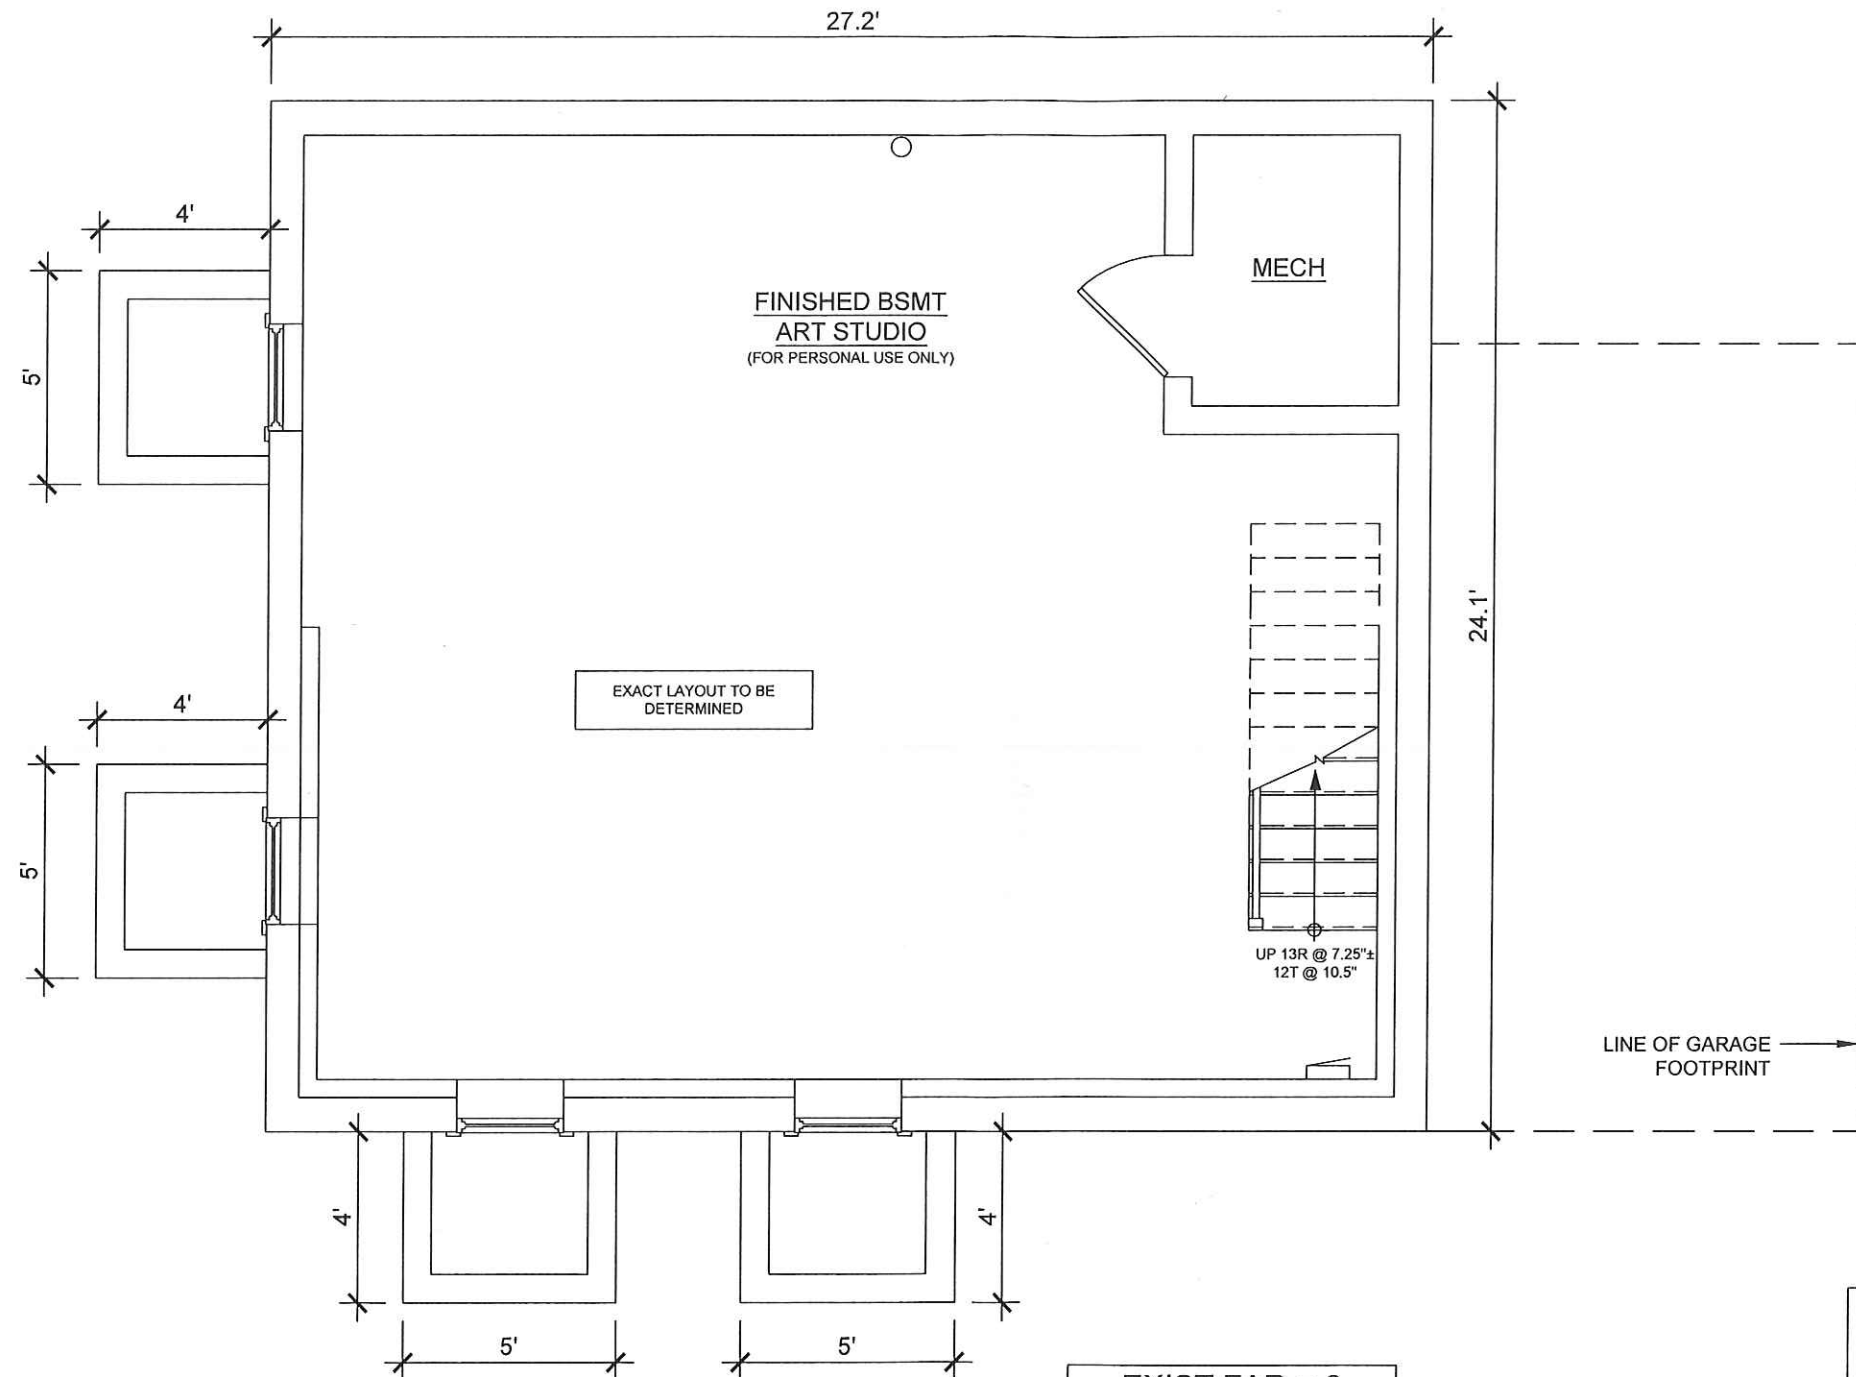 27.2'
4'
FINISHED BSMT
ART STUDIO
(FOR PERSONAL USE ONLY)
MECH
5'
24.1'
EXACT LAYOUT TO BE
DETERMINED
4'
5'
UP 13R @ 7.25"±
12T @ 10.5"
LINE OF GARAGE
FOOTPRINT
4'
4'
5'
5'